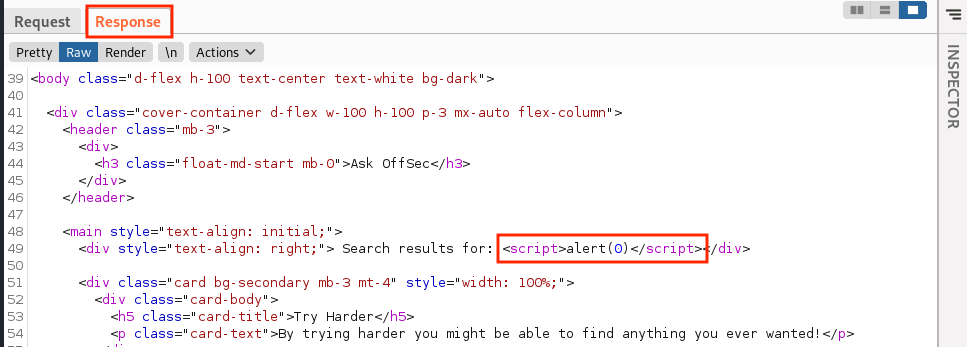 Request Response
Pretty Raw Render \n Actions
INSPECTOR
39 <body class="d-flex h-100 text-center text-white bg-dark">
40
41 <div class="cover-container d-flex w-100 h-100 p-3 mx-auto flex-column">
42 <header class="mb-3">
43 <div>
44 <h3 class="float-md-start mb-0">Ask OffSec</h3>
45 </div>
46 </header>
47
48 <main style="text-align: initial;">
49 <div style="text-align: right;"> Search results for: <script>alert(0)</script></div>
50
51 <div class="card bg-secondary mb-3 mt-4" style="width: 100%;">
52 <div class="card-body">
53 <h5 class="card-title">Try Harder</h5>
54 <p class="card-text">By trying harder you might be able to find anything you ever wanted!</p>